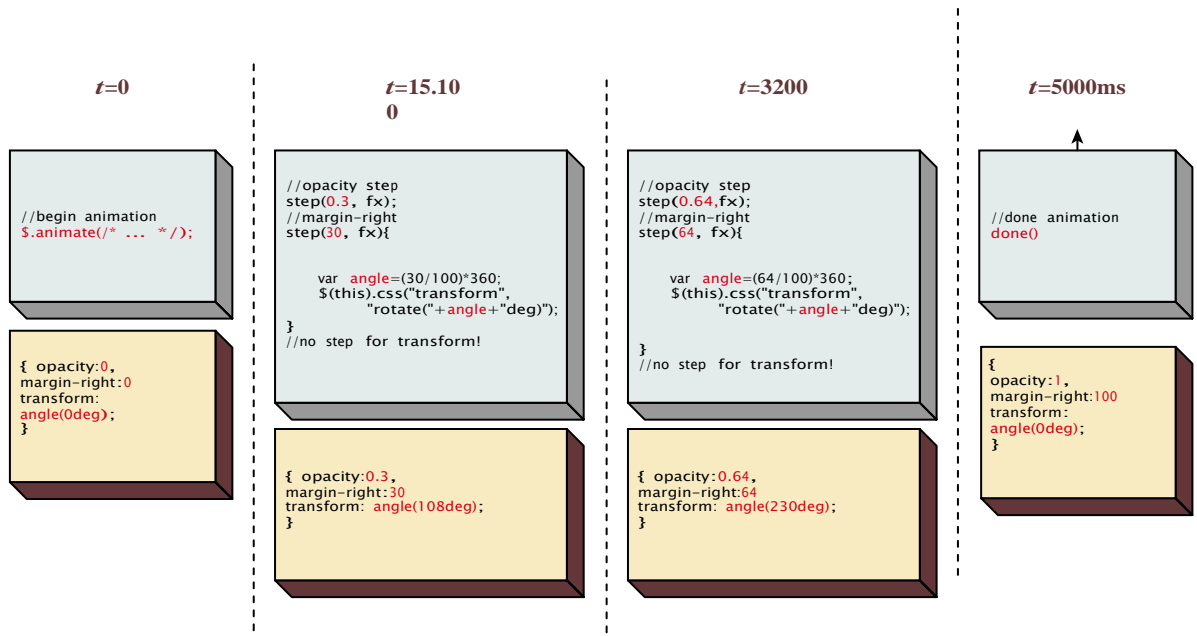 t=0
//begin animation
$.animate(/* ... */);
{ opacity:0,
margin-right:0
transform:
angle(0deg);
}
t=15.10
0
//opacity step
step(0.3, fx);
//margin-right
step(30, fx){
var angle=(30/100)*360;
$(this).css("transform",
"rotate("+angle+"deg)");
}
//no step for transform!
{ opacity:0.3,
margin-right:30
transform: angle(108deg);
}
t=3200
//opacity step
step(0.64,fx);
//margin-right
step(64, fx){
var angle=(64/100)*360;
$(this).css("transform",
"rotate("+angle+"deg)");
}
//no step for transform!
{ opacity:0.64,
margin-right:64
transform: angle(230deg);
}
t=5000ms
//done animation
done()
{
opacity:1,
margin-right:100
transform:
angle(0deg);
}